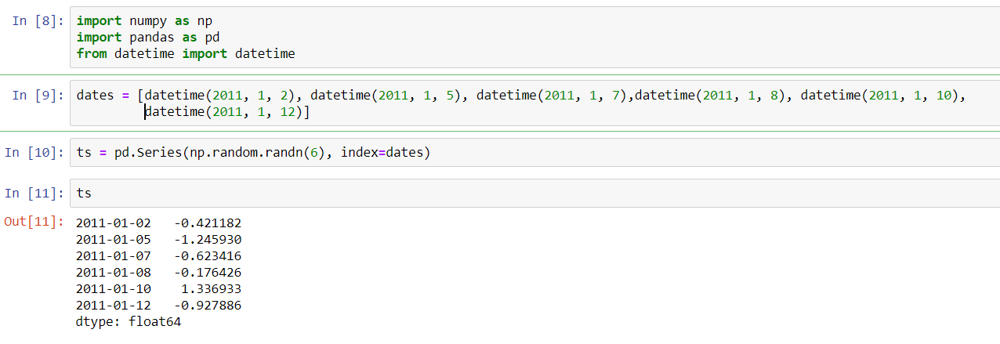 In [8]: import numpy as np
import pandas as pd
from datetime import datetime
In [9]: dates = [datetime(2011, 1, 2), datetime(2011, 1, 5), datetime(2011, 1, 7),datetime(2011, 1, 8), datetime(2011, 1, 10),
datetime(2011, 1, 12)]
In [10]: ts = pd.Series(np.random.randn(6), index=dates)
In [11]: ts
Out[11]: 2011-01-02   -0.421182
2011-01-05   -1.245930
2011-01-07   -0.623416
2011-01-08   -0.176426
2011-01-10    1.336933
2011-01-12   -0.927886
dtype: float64